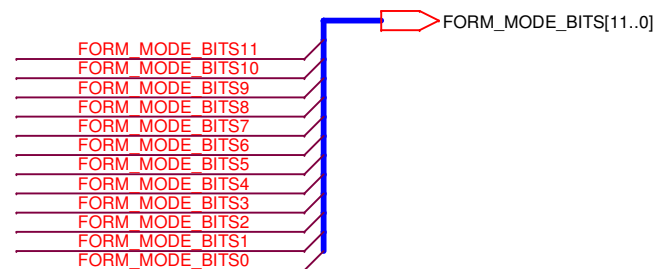 FORM_MODE_BITS[11..0]
FORM_MODE_BITS11
FORM_MODE_BITS10
FORM_MODE_BITS9
FORM_MODE_BITS8
FORM_MODE_BITS7
FORM_MODE_BITS6
FORM_MODE_BITS5
FORM_MODE_BITS4
FORM_MODE_BITS3
FORM_MODE_BITS2
FORM_MODE_BITS1
FORM_MODE_BITS0